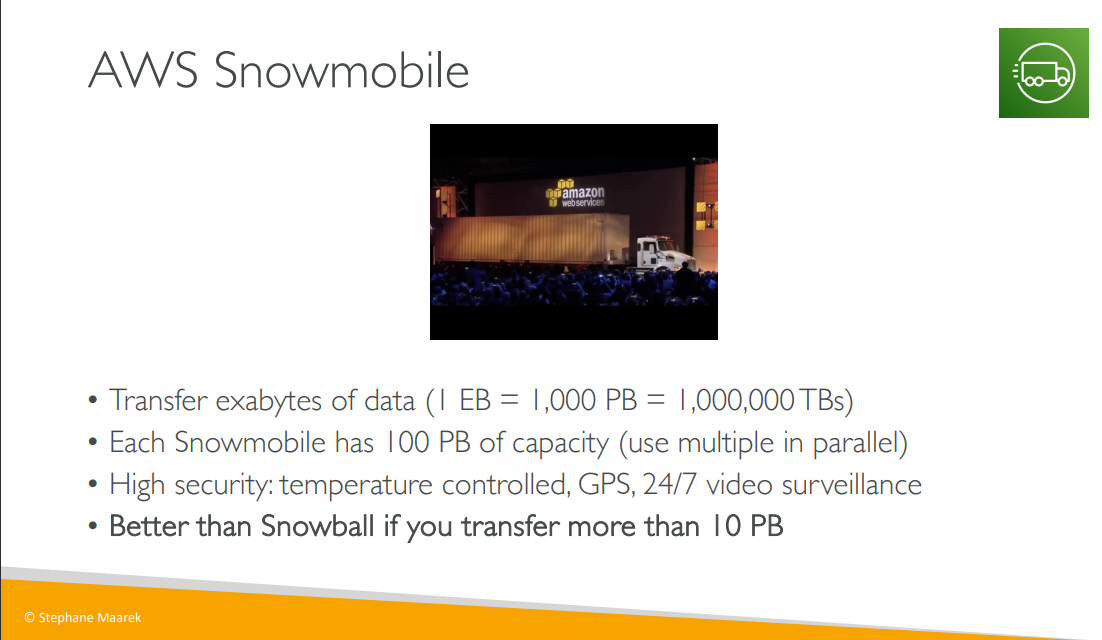 AWS Snowmobile
amazon
webservices
• Transfer exabytes of data (1 EB = 1,000 PB = 1,000,000 TBs)
• Each Snowmobile has 100 PB of capacity (use multiple in parallel)
• High security: temperature controlled, GPS, 24/7 video surveillance
• Better than Snowball if you transfer more than 10 PB
© Stephane Maarek